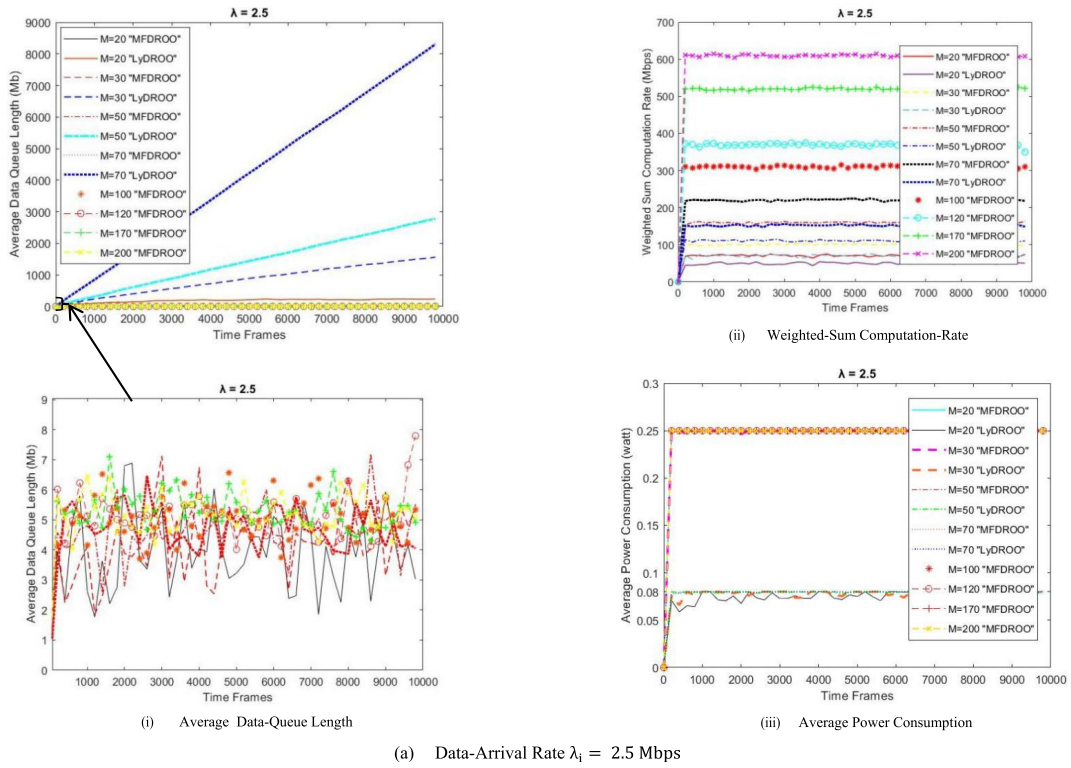 λ = 2.5
Average Data Queue Length (Mb)
9000
8000
7000
6000
5000
4000
3000
2000
1000
0
M=20 "MFDROO"
M=20 "LyDROO"
M=30 "MFDROO"
M=30 "LyDROO"
M=50 "MFDROO"
M=50 "LyDROO"
M=70 "MFDROO"
M=70 "LyDROO"
M=100 "MFDROO"
M=120 "MFDROO"
M=170 "MFDROO"
M=200 "MFDROO"
0 1000 2000 3000 4000 5000 6000 7000 8000 9000 10000
Time Frames
λ = 2.5
Weighted Sum Computation Rate (Mbps)
700
600
500
400
300
200
100
0
M=20 "MFDROO"
M=20 "LyDROO"
M=30 "MFDROO"
M=30 "LyDROO"
M=50 "MFDROO"
M=50 "LyDROO"
M=70 "MFDROO"
M=70 "LyDROO"
M=100 "MFDROO"
M=120 "MFDROO"
M=170 "MFDROO"
M=200 "MFDROO"
0 2000 4000 6000 8000 10000
Time Frames
(ii) Weighted-Sum Computation-Rate
λ = 2.5
Average Data Queue Length (Mb)
9
8
7
6
5
4
3
2
1
0
1000 2000 3000 4000 5000 6000 7000 8000 9000 10000
Time Frames
(i) Average Data-Queue Length
λ = 2.5
Average Power Consumption (watt)
0.3
0.25
0.2
0.15
0.1
0.08
0.05
0
M=20 "MFDROO"
M=20 "LyDROO"
M=30 "MFDROO"
M=30 "LyDROO"
M=50 "MFDROO"
M=50 "LyDROO"
M=70 "MFDROO"
M=70 "LyDROO"
M=100 "MFDROO"
M=120 "MFDROO"
M=170 "MFDROO"
M=200 "MFDROO"
0 1000 2000 3000 4000 5000 6000 7000 8000 9000 10000
Time Frames
(iii) Average Power Consumption
(a) Data-Arrival Rate λᵢ = 2.5 Mbps